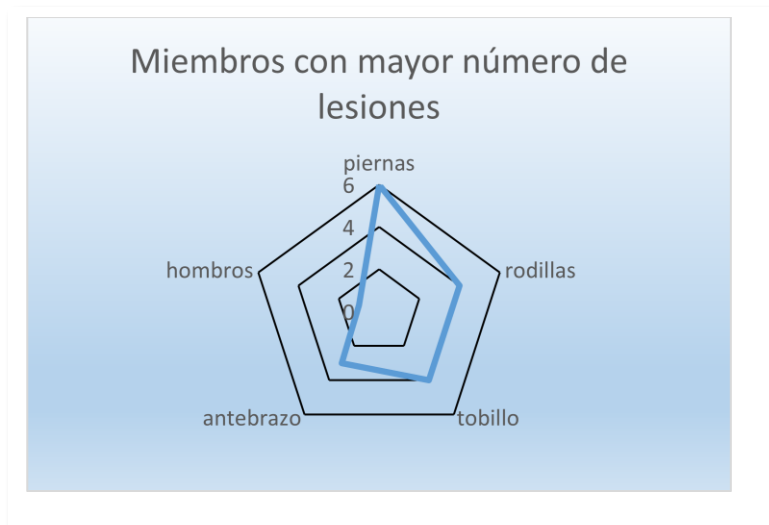 Miembros con mayor número de
lesiones
piernas
6
4
2
0
hombros
rodillas
antebrazo
tobillo